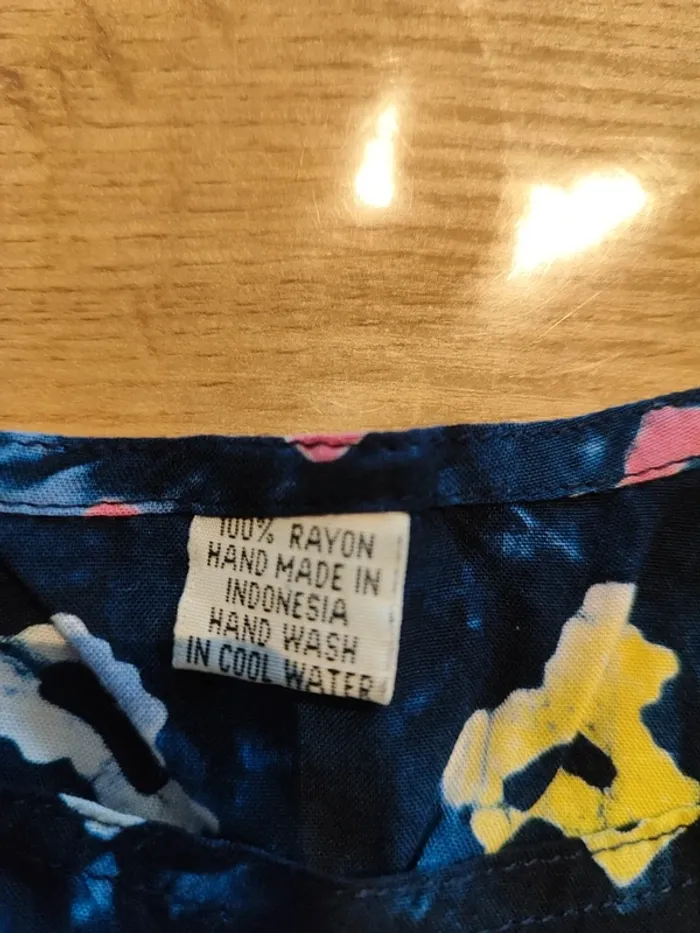 100% RAYON
HAND MADE IN
INDONESIA
HAND WASH
IN COOL WATER